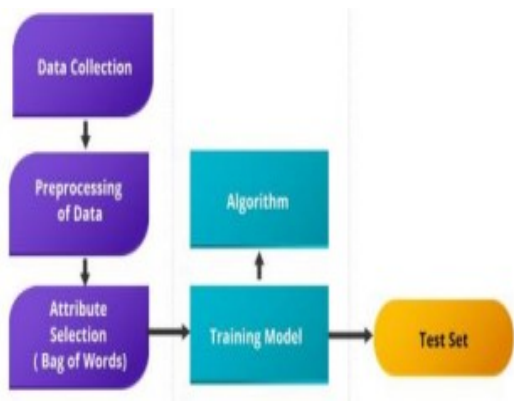 Data Collection
Preprocessing
of Data
Algorithm
Attribute
Selection
( Bag of Words)
Training Model
Test Set